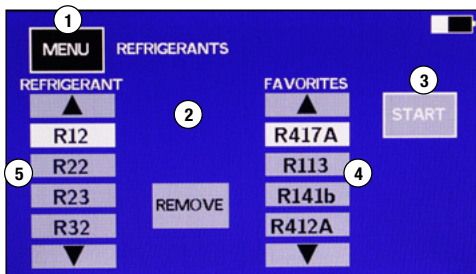 1
MENU REFRIGERANTS
REFRIGERANT
FAVORITES
3
2
START
R12
R417A
R22
R113
5
4
R23
R141b
REMOVE
R32
R412A